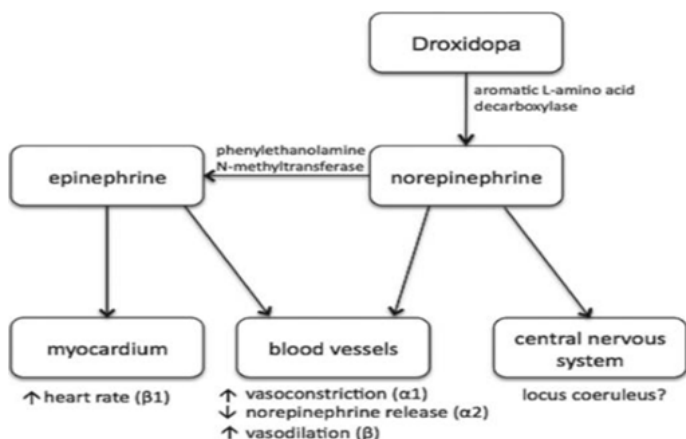 Droxidopa
aromatic L-amino acid
decarboxylase
phenylethanolamine
N-methyltransferase
epinephrine
norepinephrine
myocardium
blood vessels
central nervous
system
↑ heart rate (β1)
↑ vasoconstriction (α1)
↓ norepinephrine release (α2)
↑ vasodilation (β)
locus coeruleus?